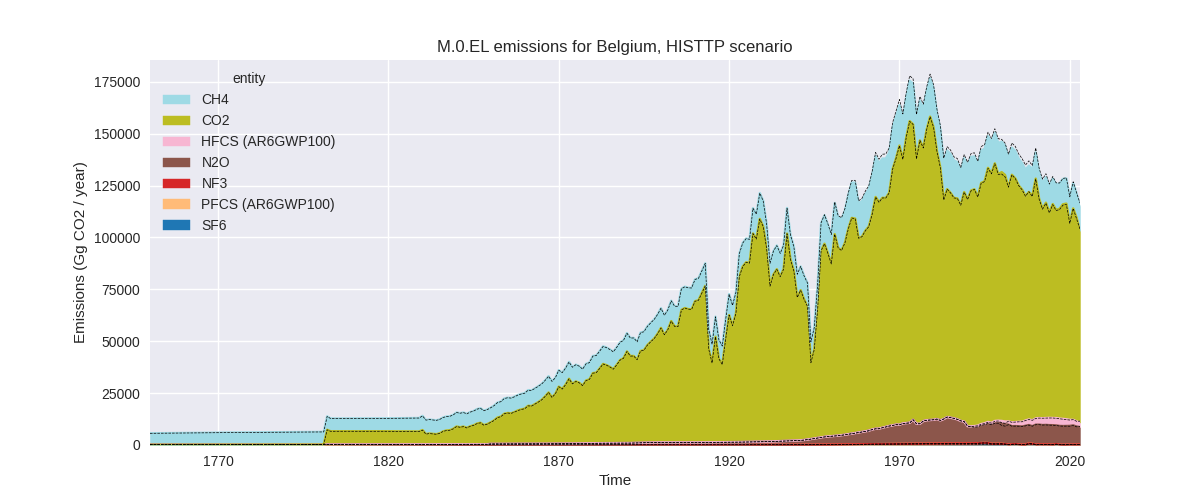 M.0.EL emissions for Belgium, HISTTP scenario
175000
150000
125000
100000
75000
50000
25000
0
Emissions (Gg CO2 / year)
entity
CH4
CO2
HFCS (AR6GWP100)
N2O
NF3
PFCS (AR6GWP100)
SF6
1770
1820
1870
1920
1970
2020
Time